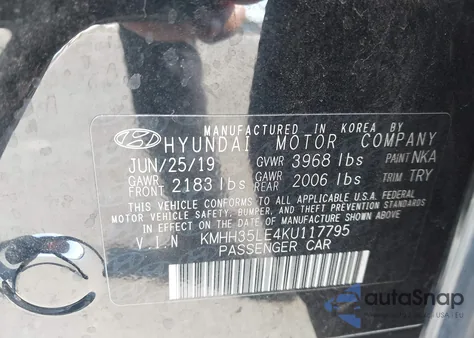 MANUFACTURED IN KOREA BY
HYUNDAI MOTOR COMPANY
JUN/25/19 GVWR 3968 lbs PAINT NKA
GAWR FRONT 2183 lbs GAWR REAR 2006 lbs TRIM TRY
THIS VEHICLE CONFORMS TO ALL APPLICABLE U.S.A. FEDERAL
MOTOR VEHICLE SAFETY, BUMPER, AND THEFT PREVENTION STANDARDS
IN EFFECT ON THE DATE OF MANUFACTURE SHOWN ABOVE.
V.I.N KMHH35LE4KU117795
PASSENGER CAR
autaSnap